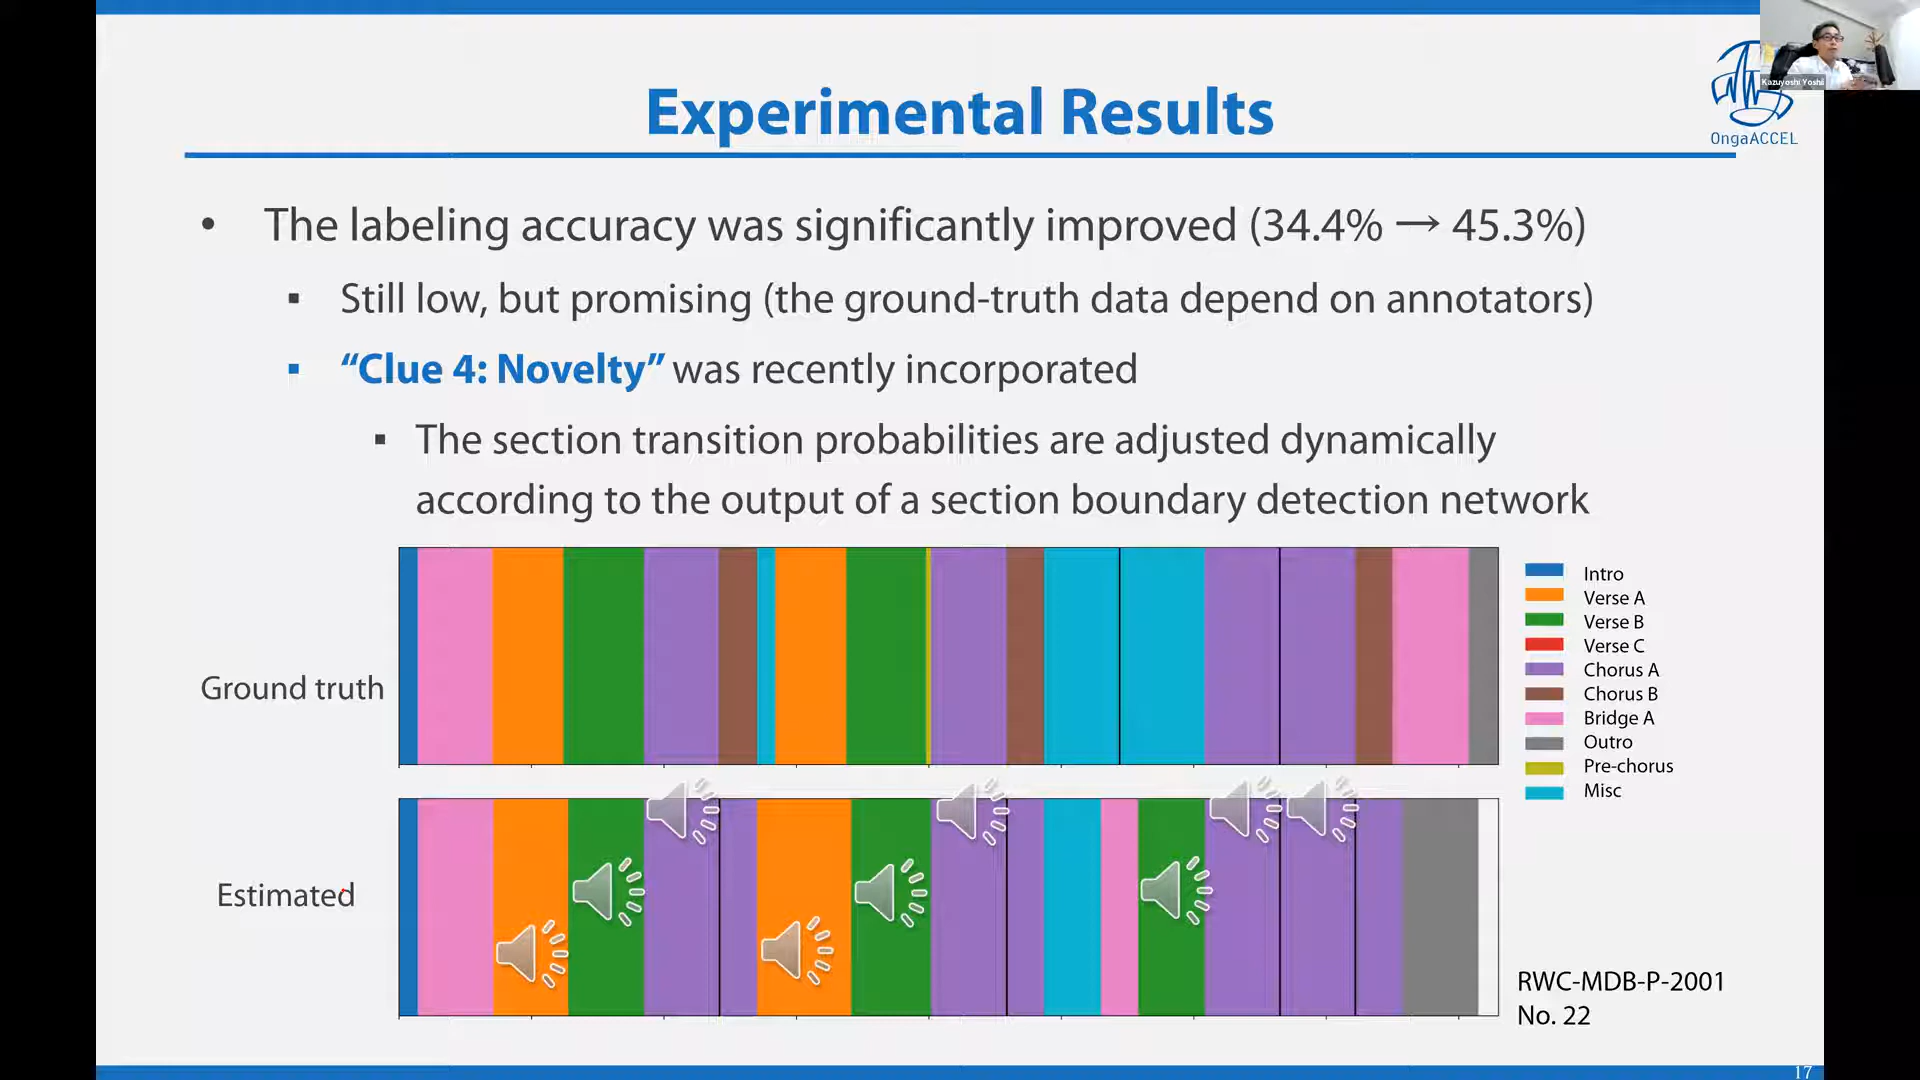 Experimental Results
OngaACCEL
Kazuyoshi Yoshii
• The labeling accuracy was significantly improved (34.4% → 45.3%)
▪ Still low, but promising (the ground-truth data depend on annotators)
▪ “Clue 4: Novelty” was recently incorporated
▪ The section transition probabilities are adjusted dynamically
according to the output of a section boundary detection network
Ground truth
Intro
Verse A
Verse B
Verse C
Chorus A
Chorus B
Bridge A
Outro
Pre-chorus
Misc
Estimated
RWC-MDB-P-2001
No. 22
17